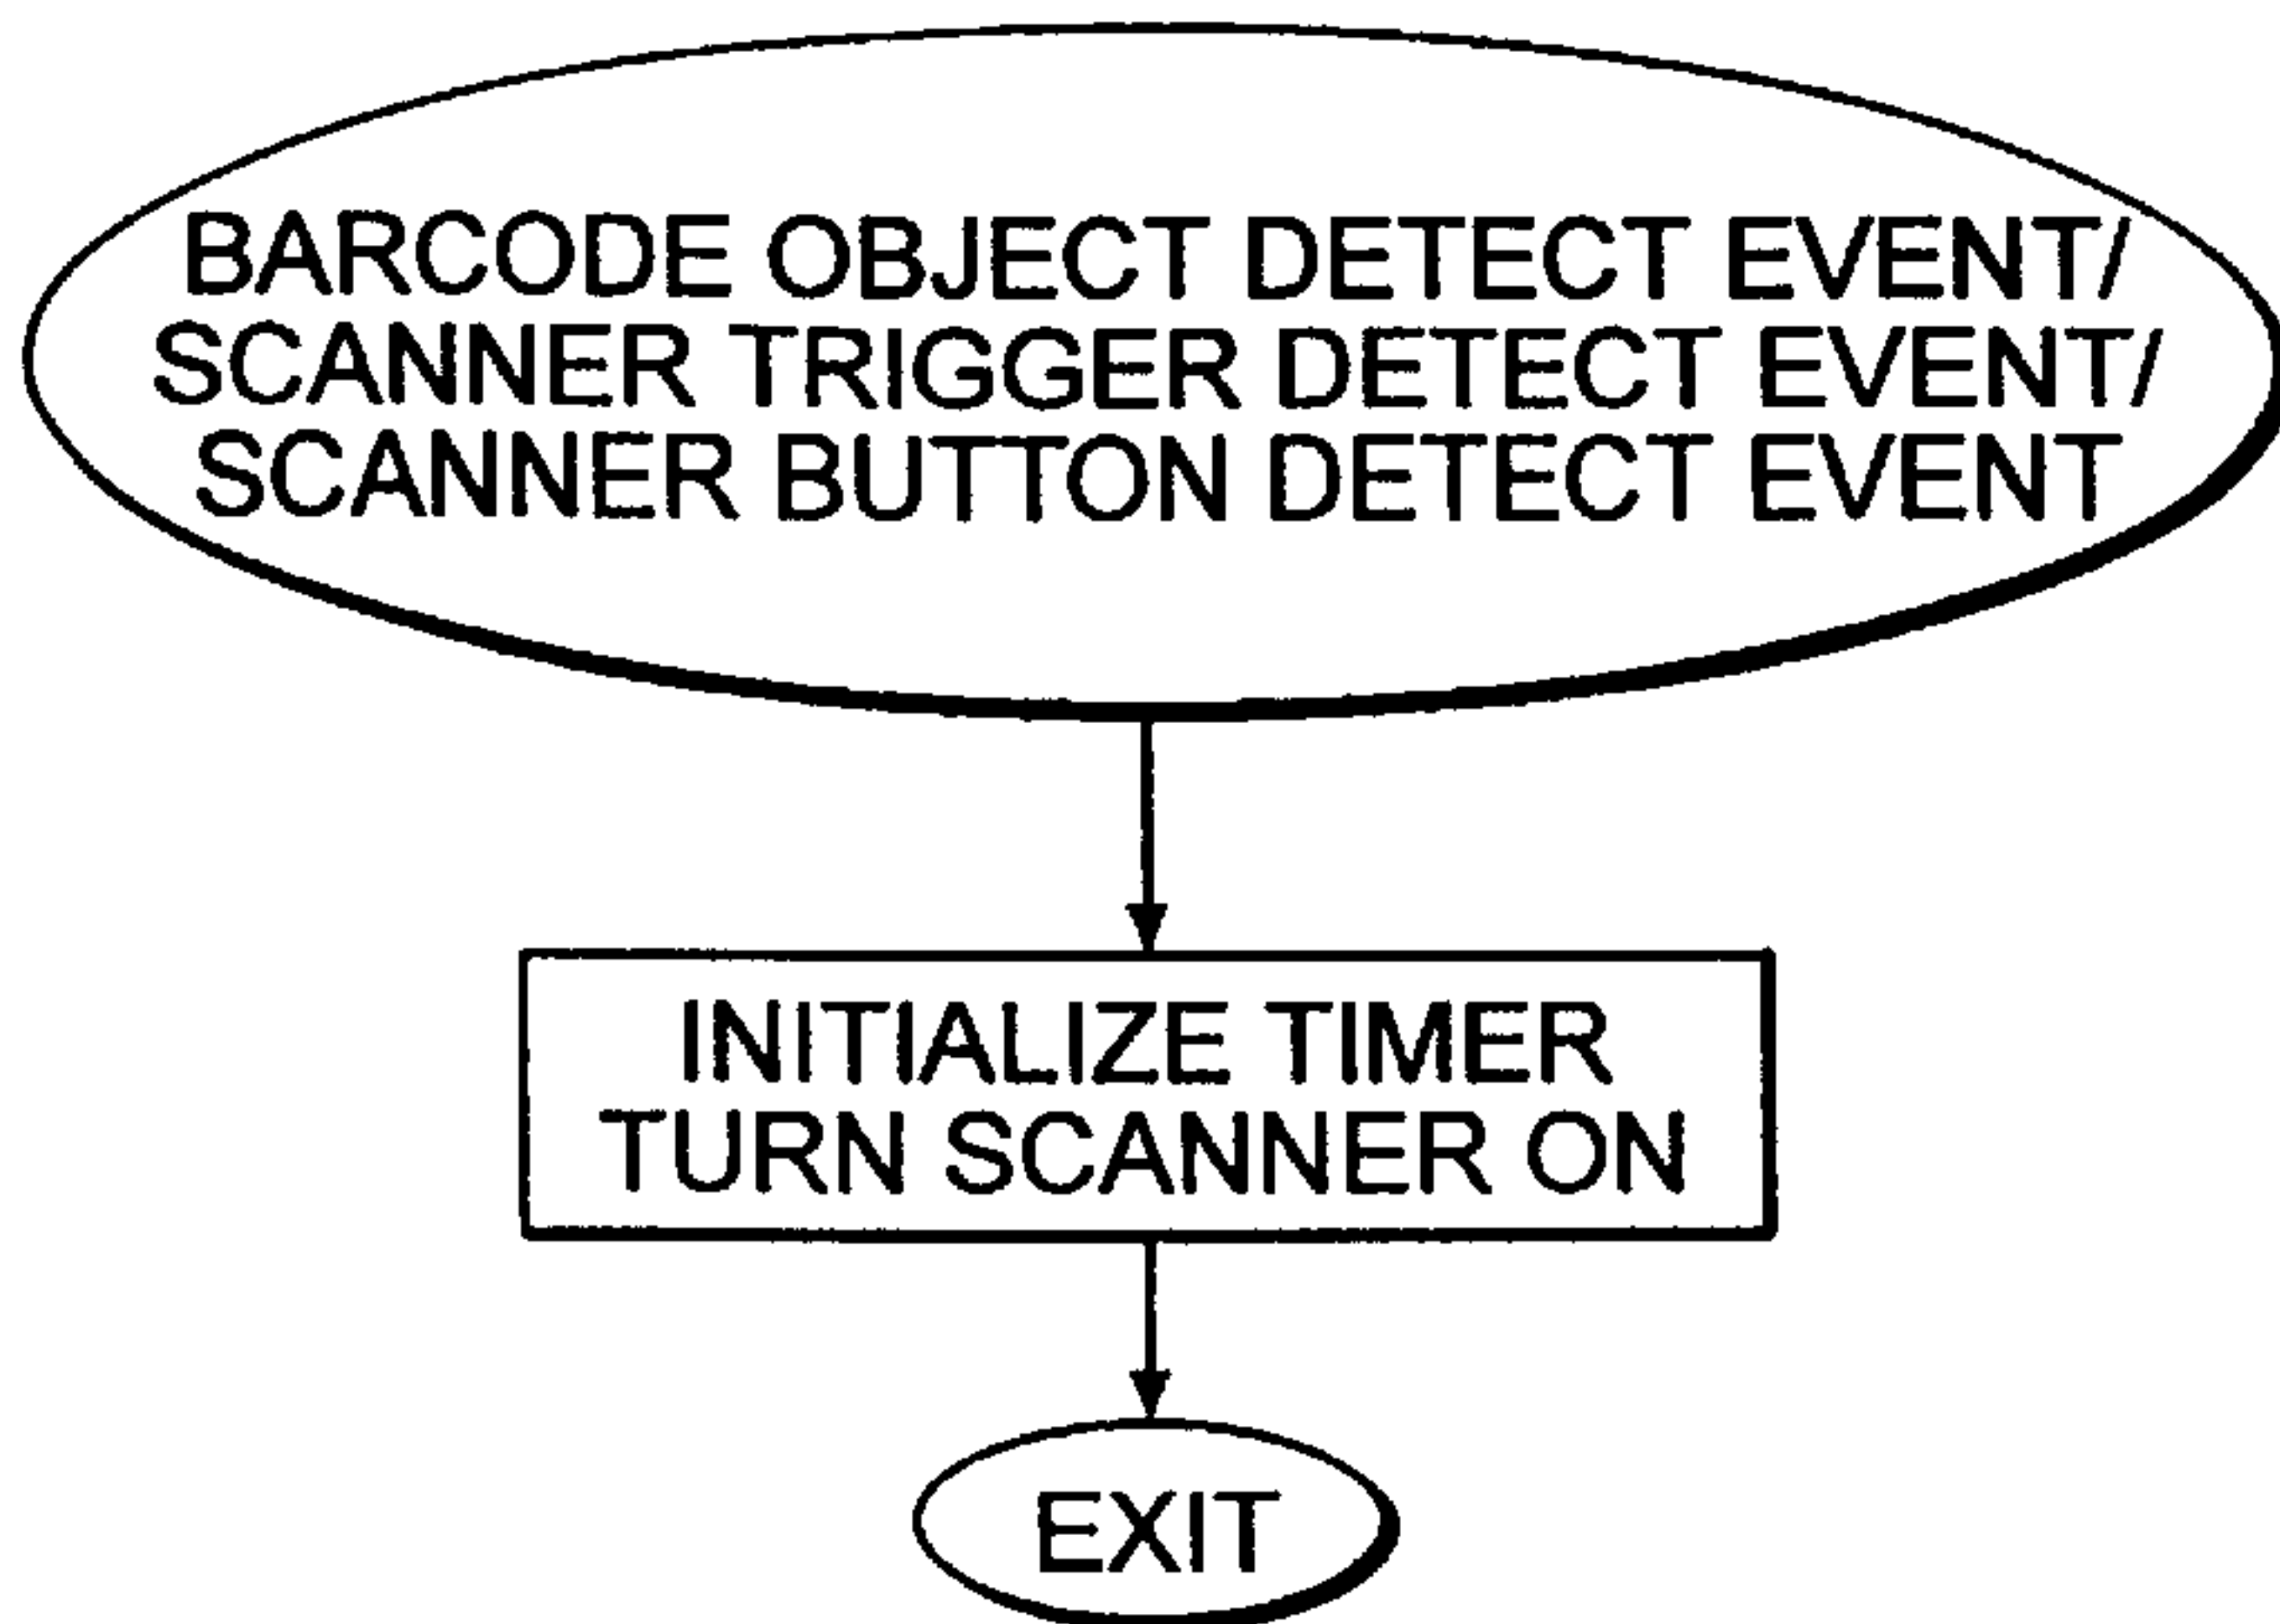 BARCODE OBJECT DETECT EVENT/
SCANNER TRIGGER DETECT EVENT/
SCANNER BUTTON DETECT EVENT
INITIALIZE TIMER
TURN SCANNER ON
EXIT